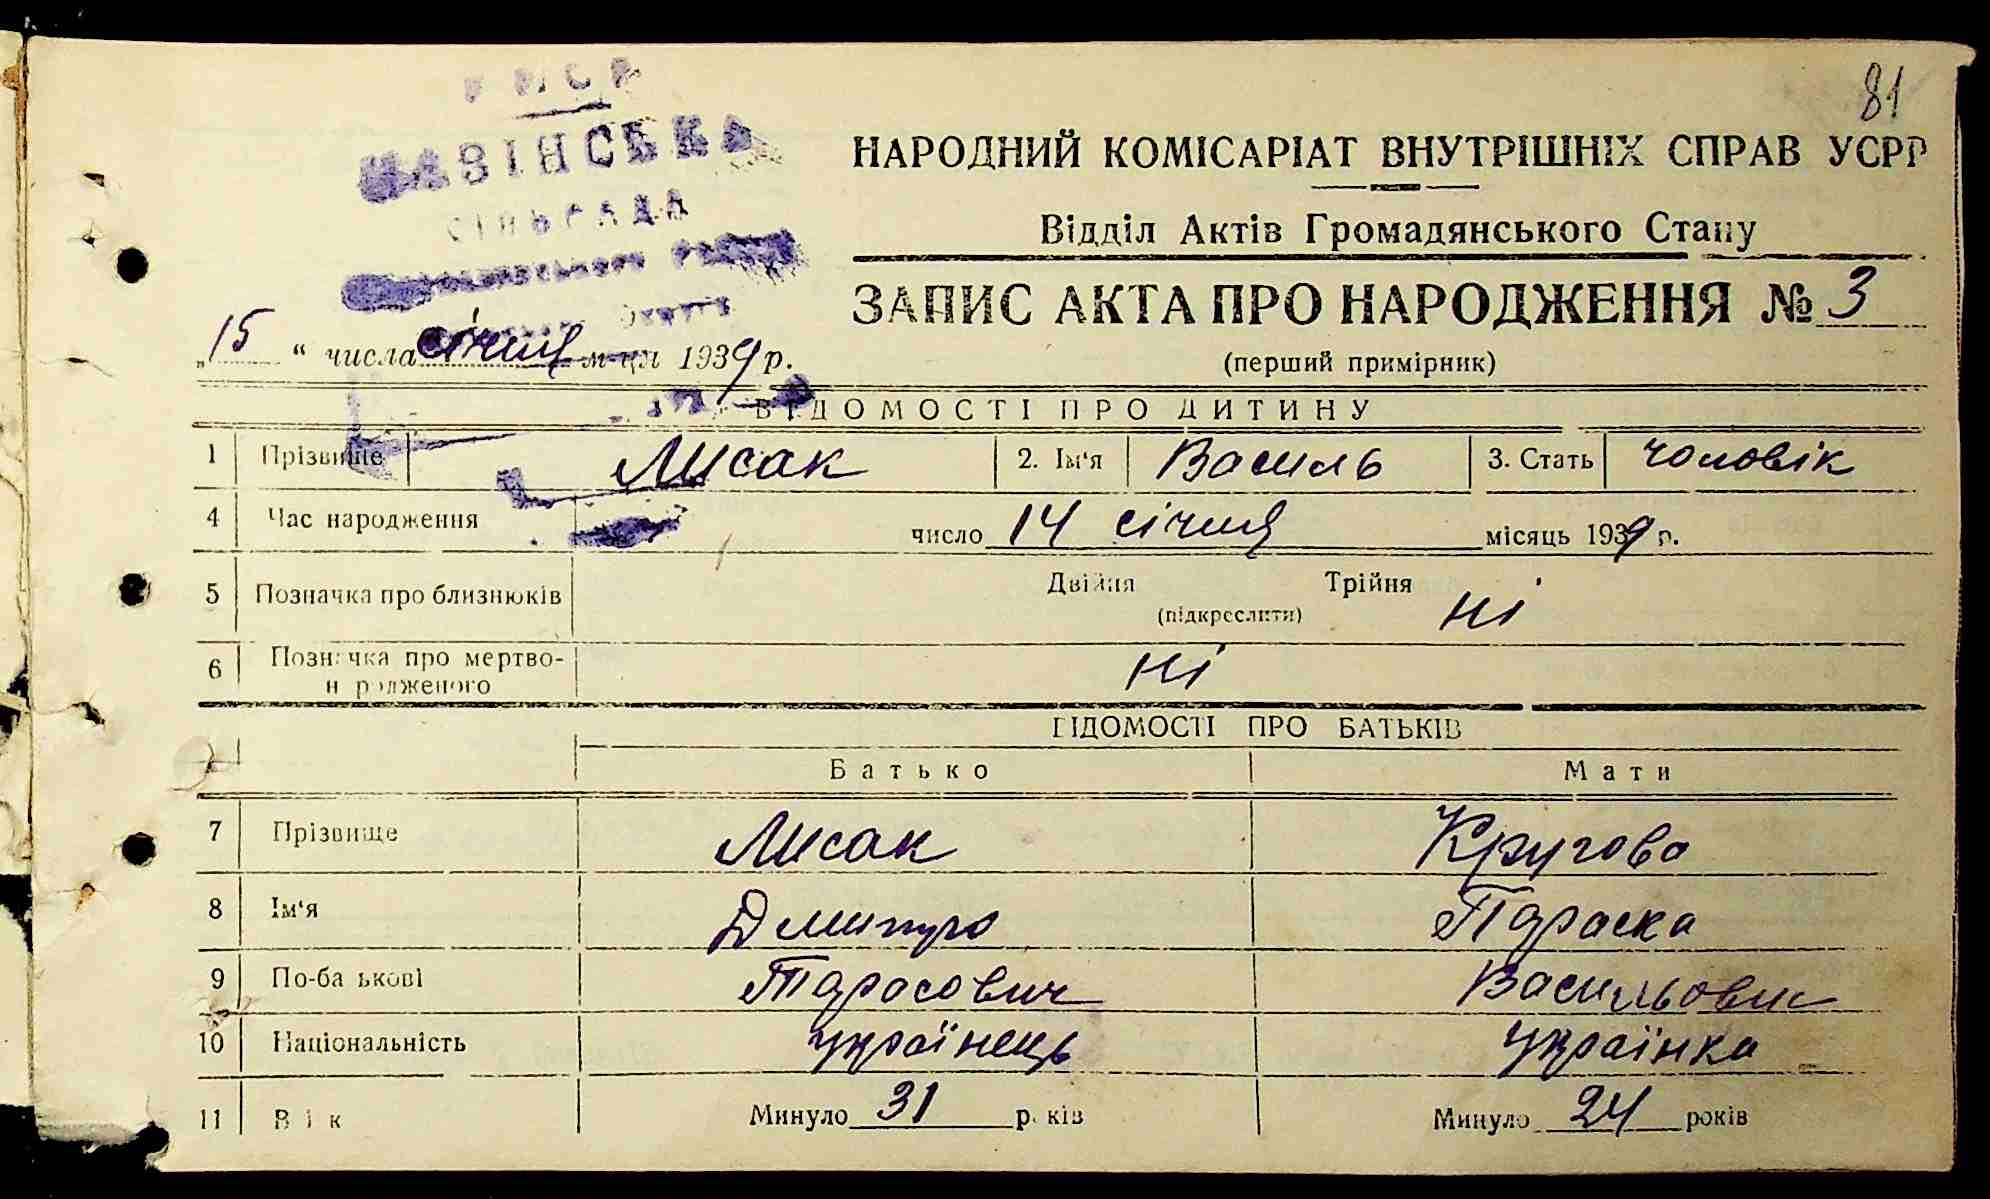 81
СІЛЬРАДА
НАРОДНИЙ КОМІСАРІАТ ВНУТРІШНІХ СПРАВ УСРР
Відділ Актів Громадянського Стану
ЗАПИС АКТА ПРО НАРОДЖЕННЯ № 3
„15“ числа січня м-ця 1939 р.
(перший примірник)
ВІДОМОСТІ ПРО ДИТИНУ
1 Прізвище Лисак 2. Ім'я Василь 3. Стать чоловік
4 Час народження число 14 січня місяць 1939 р.
5 Позначка про близнюків Двійня Трійня ні
(підкреслити)
6 Позначка про мертво-
народженого ні
ВІДОМОСТІ ПРО БАТЬКІВ
Батько Мати
7 Прізвище Лисак Кругова
8 Ім'я Дмитро Параска
9 По-батькові Тарасович Васильовн
10 Національність українець українка
11 Вік Минуло 31 років Минуло 24 років